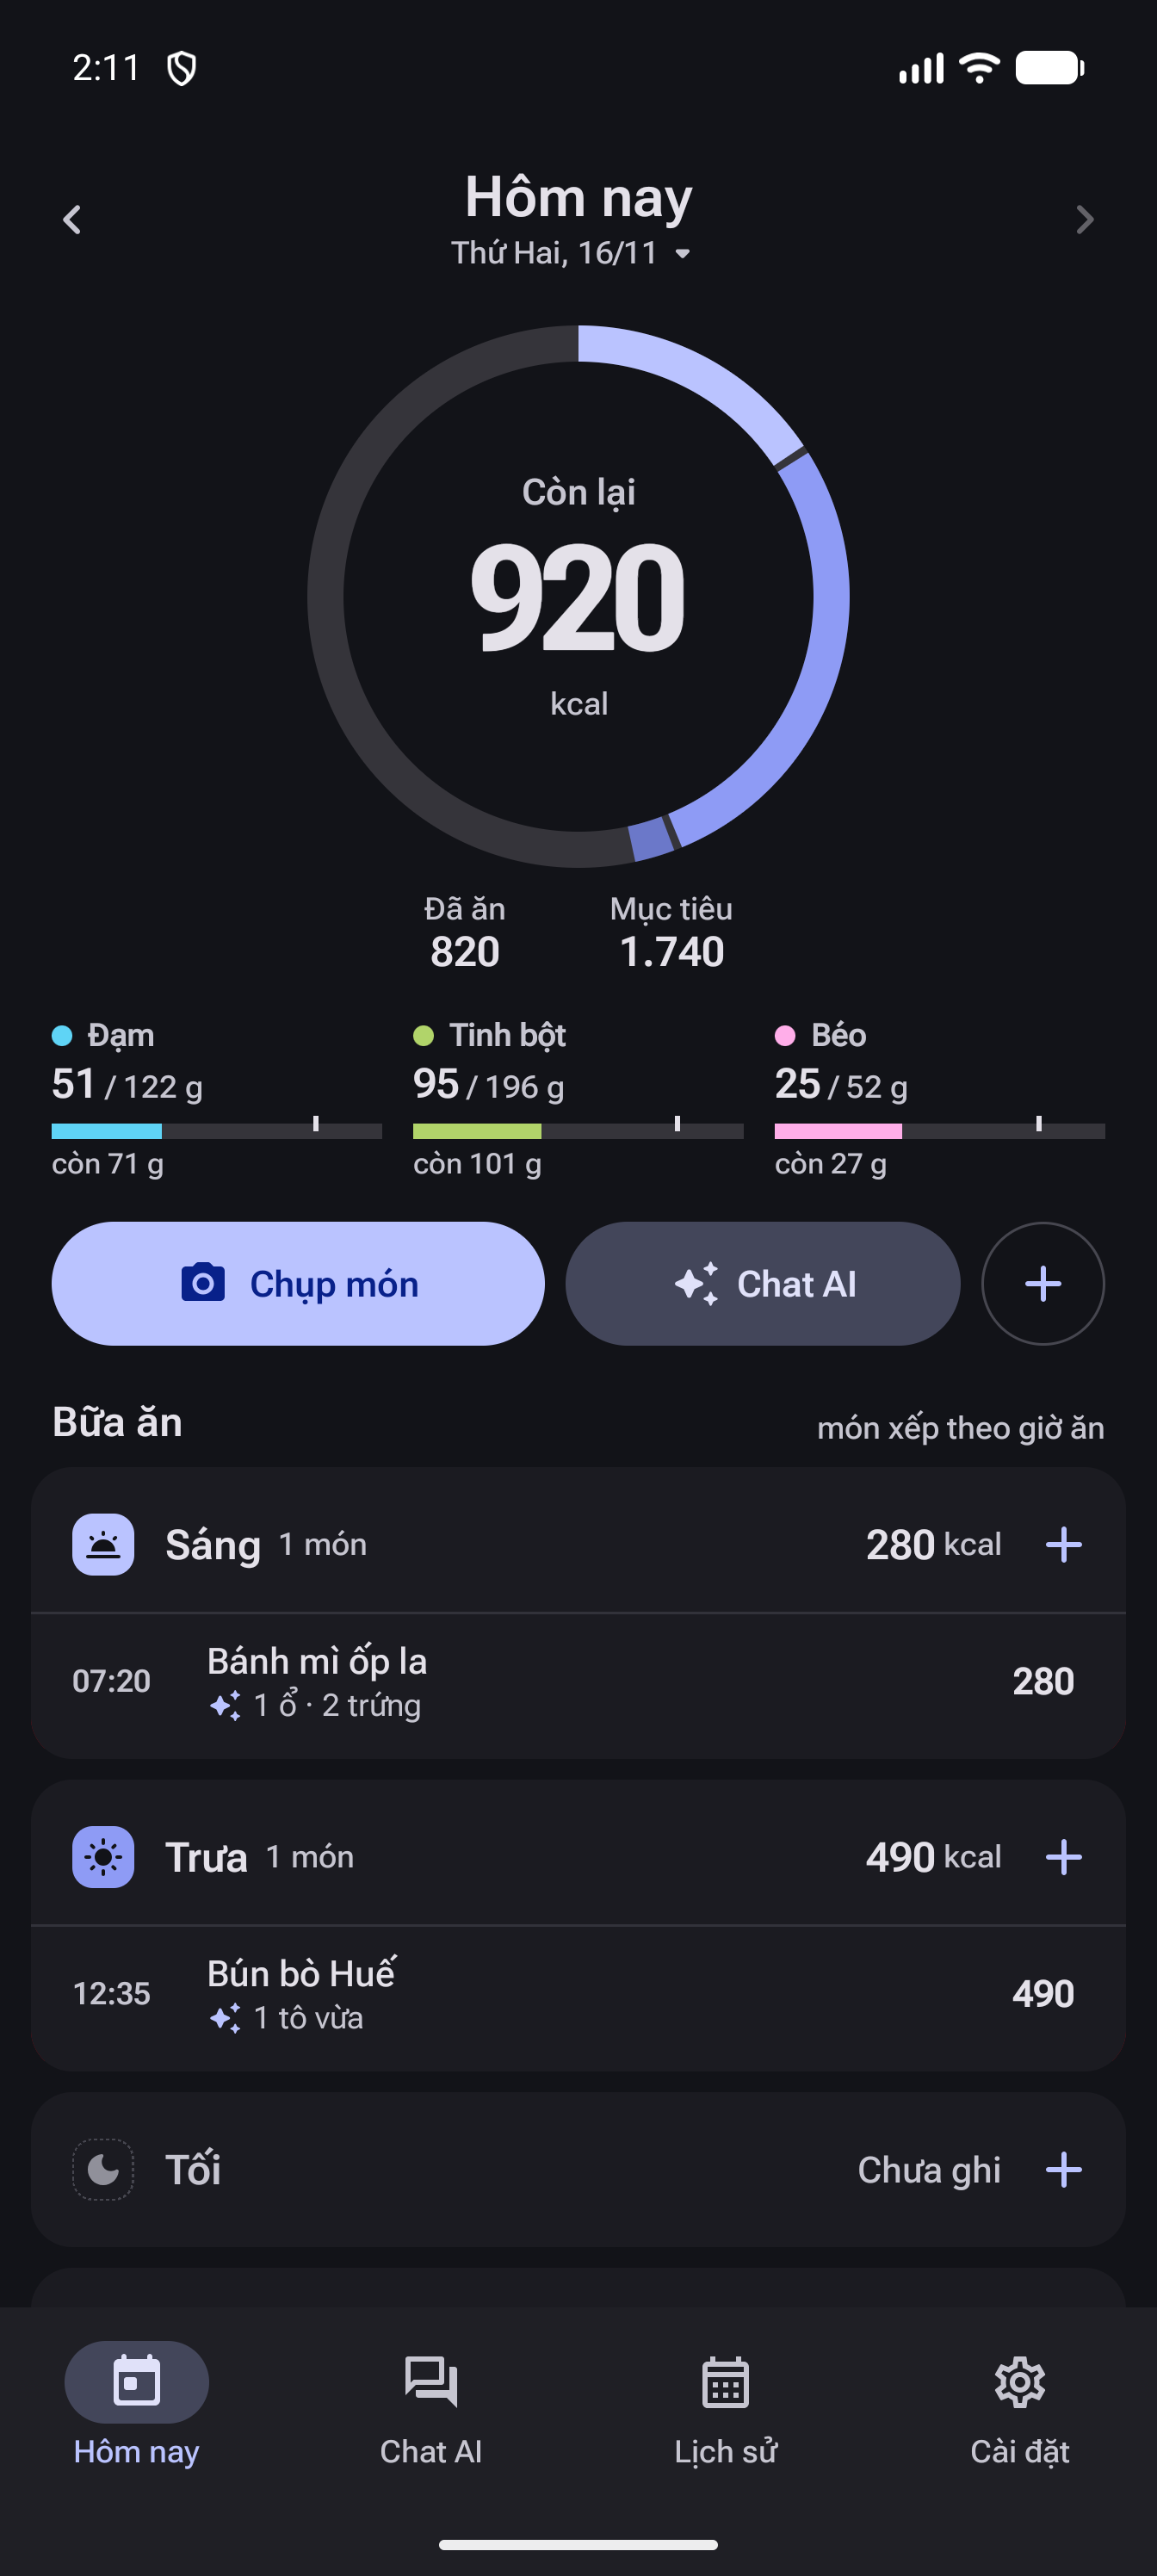 2:11
Hôm nay
Thứ Hai, 16/11
Còn lại
920
kcal
Đã ăn
820
Mục tiêu
1.740
Đạm
51 / 122 g
còn 71 g
Tinh bột
95 / 196 g
còn 101 g
Béo
25 / 52 g
còn 27 g
Chụp món
Chat AI
Bữa ăn
món xếp theo giờ ăn
Sáng 1 món 280 kcal
07:20
Bánh mì ốp la
1 ổ · 2 trứng
280
Trưa 1 món 490 kcal
12:35
Bún bò Huế
1 tô vừa
490
Tối Chưa ghi
Hôm nay
Chat AI
Lịch sử
Cài đặt